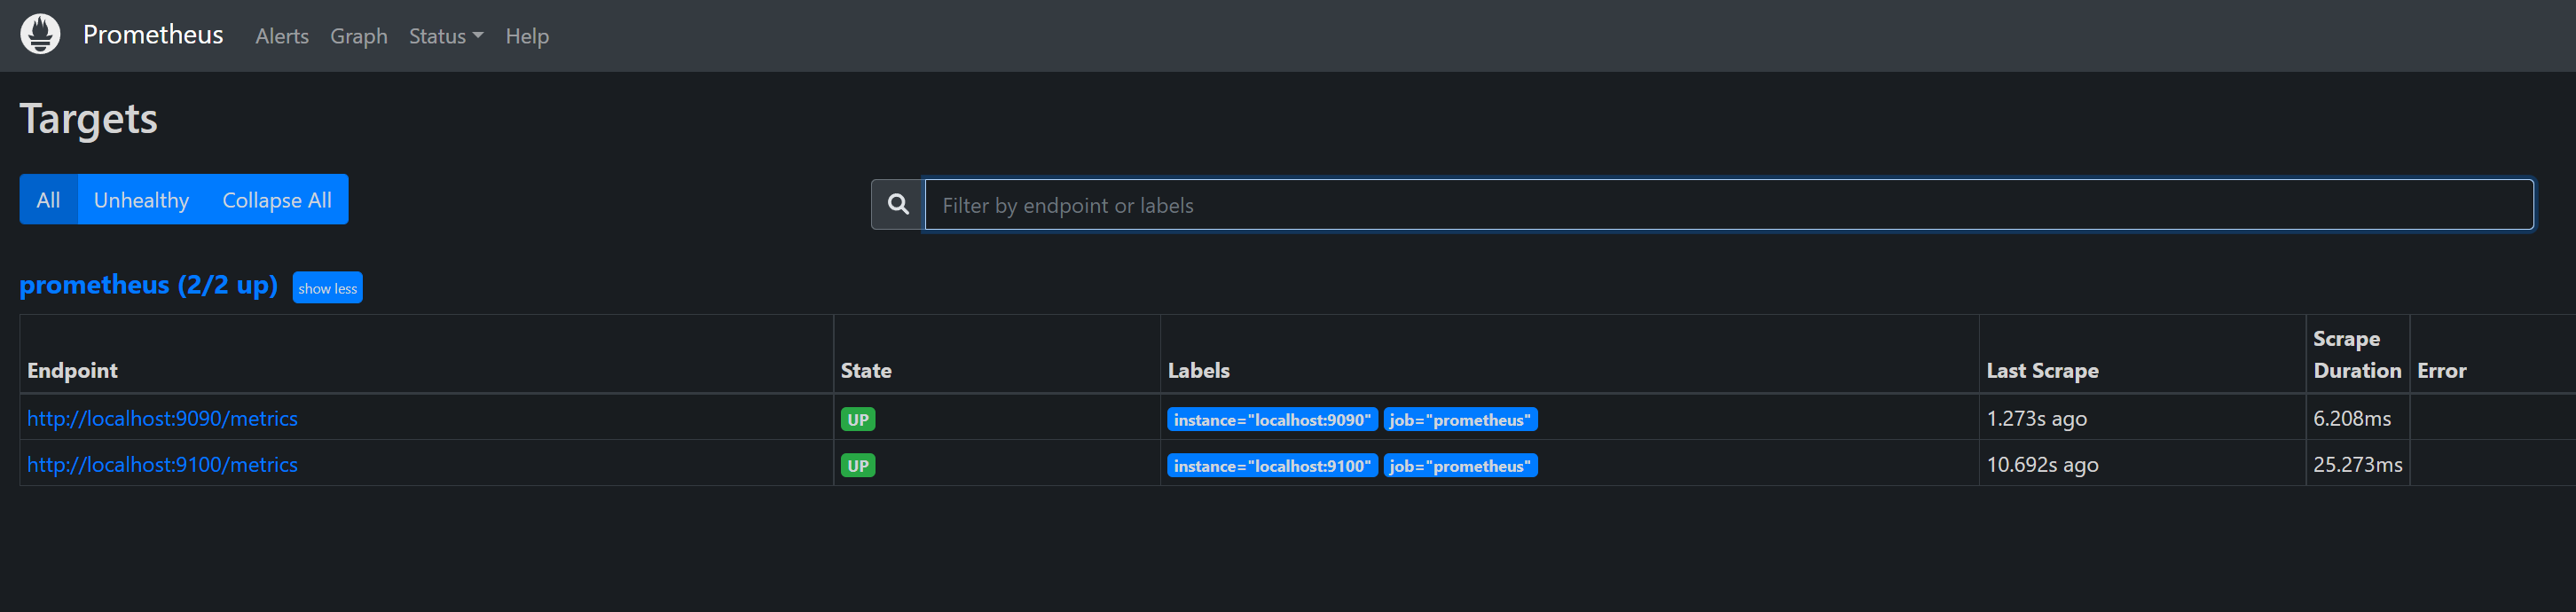 Prometheus Alerts Graph Status Help
Targets
All Unhealthy Collapse All
Filter by endpoint or labels
prometheus (2/2 up) show less
Endpoint State Labels Last Scrape Scrape Duration Error
http://localhost:9090/metrics UP instance="localhost:9090" job="prometheus" 1.273s ago 6.208ms
http://localhost:9100/metrics UP instance="localhost:9100" job="prometheus" 10.692s ago 25.273ms